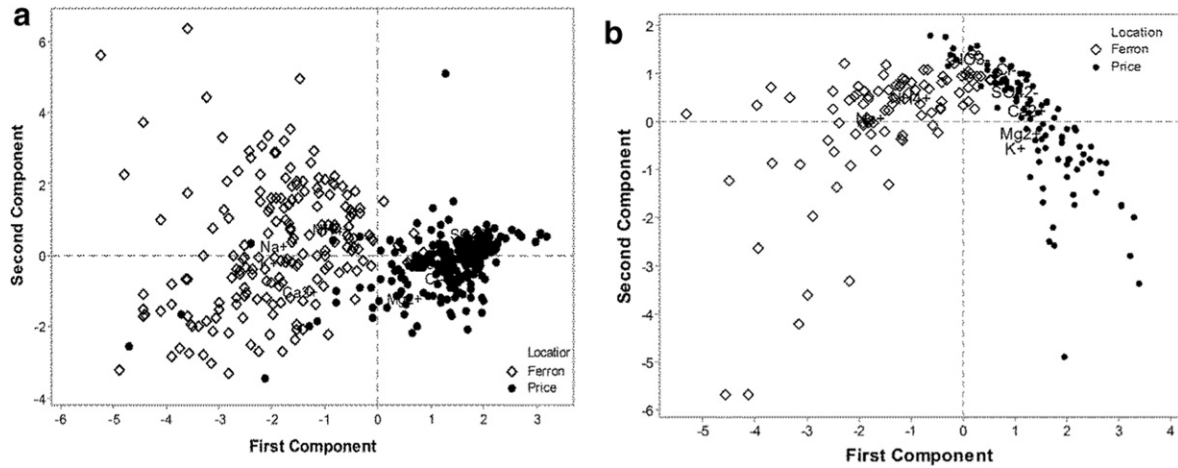 a
Second Component
6
4
2
0
-2
-4
-6 -5 -4 -3 -2 -1 0 1 2 3
First Component
Na+
K+
Ca2+
Mg2+
Location
Ferron
Price
b
Second Component
2
1
0
-1
-2
-3
-4
-5
-6
-5 -4 -3 -2 -1 0 1 2 3 4
First Component
Na+
Mg2+
K+
Location
Ferron
Price